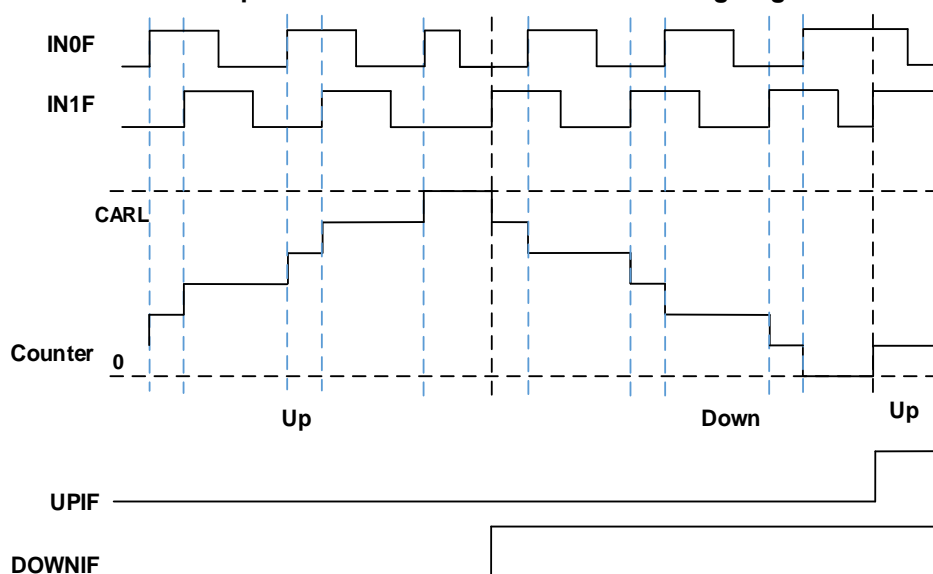 IN0F
IN1F
CARL
Counter 0
Up Down Up
UPIF
DOWNIF